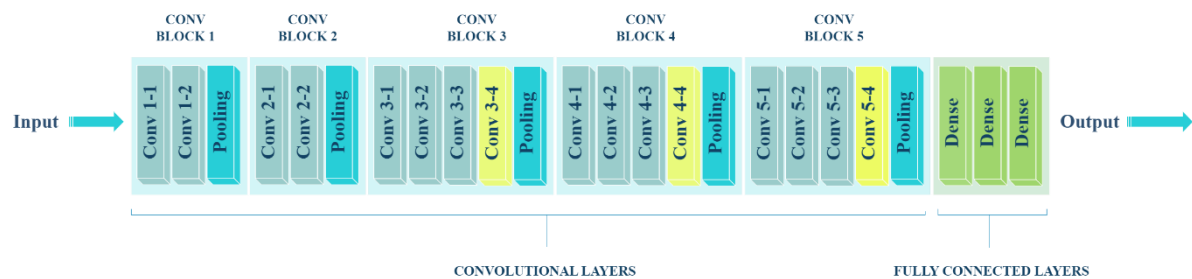 CONV
BLOCK 1
CONV
BLOCK 2
CONV
BLOCK 3
CONV
BLOCK 4
CONV
BLOCK 5
Input
Conv 1-1
Conv 1-2
Pooling
Conv 2-1
Conv 2-2
Pooling
Conv 3-1
Conv 3-2
Conv 3-3
Conv 3-4
Pooling
Conv 4-1
Conv 4-2
Conv 4-3
Conv 4-4
Pooling
Conv 5-1
Conv 5-2
Conv 5-3
Conv 5-4
Pooling
Dense
Dense
Dense
Output
CONVOLUTIONAL LAYERS
FULLY CONNECTED LAYERS